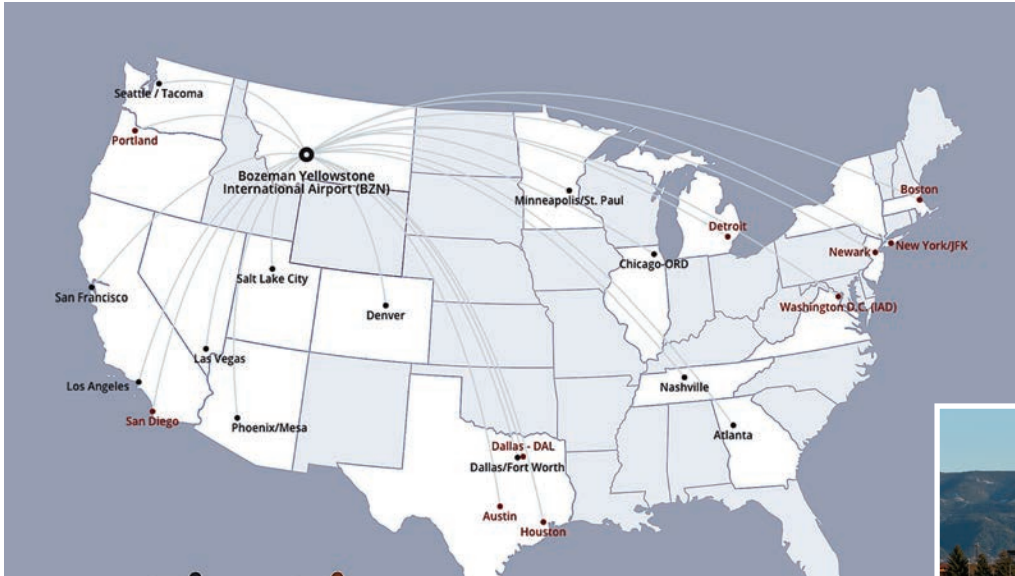 Seattle / Tacoma
Portland
Bozeman Yellowstone
International Airport (BZN)
Minneapolis/St. Paul
Boston
Detroit
New York/JFK
Newark
Chicago-ORD
Salt Lake City
San Francisco
Washington D.C. (IAD)
Denver
Las Vegas
Los Angeles
Nashville
San Diego
Phoenix/Mesa
Atlanta
Dallas - DAL
Dallas/Fort Worth
Austin
Houston